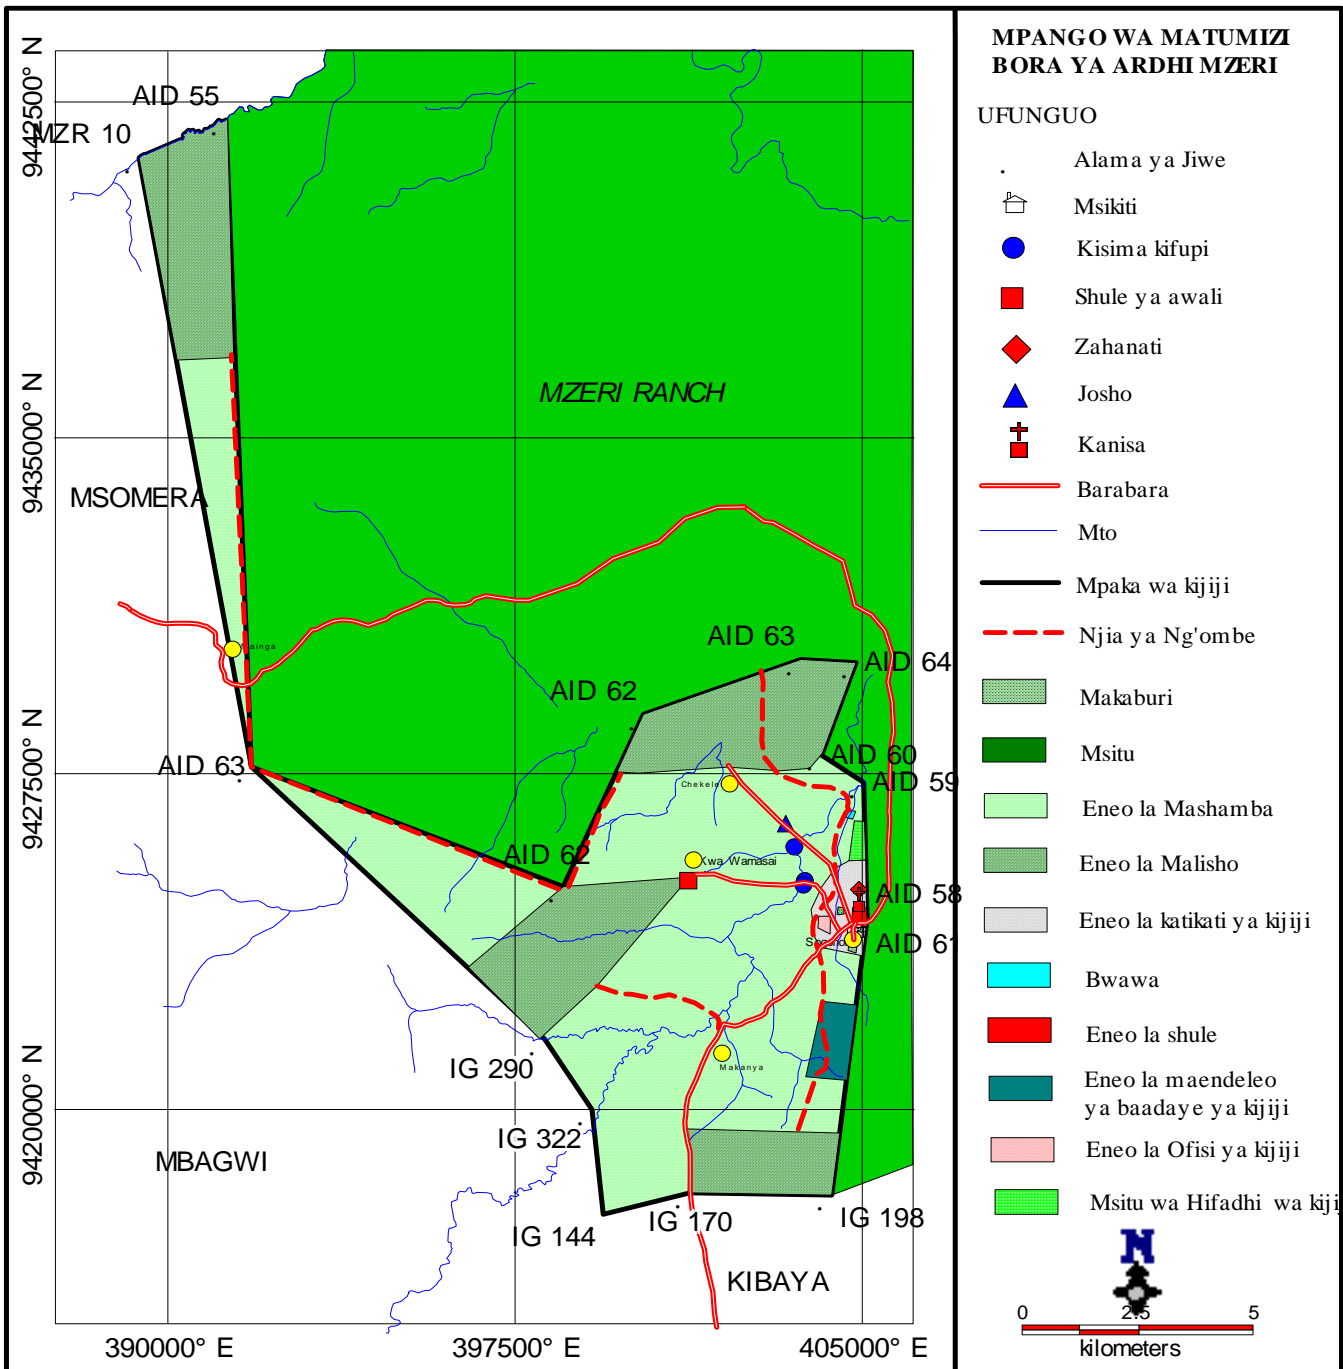 MPANGO WA MATUMIZI
BORA YA ARDHI MZERI
UFUNGUO
Alama ya Jiwe
Msikiti
Kisima kifupi
Shule ya awali
Zahanati
Josho
Kanisa
Barabara
Mto
Mpaka wa kijiji
Njia ya Ng'ombe
Makaburi
Msitu
Eneo la Mashamba
Eneo la Malisho
Eneo la katikati ya kijiji
Bwawa
Eneo la shule
Eneo la maendeleo
ya baadaye ya kijiji
Eneo la Ofisi ya kijiji
Msitu wa Hifadhi wa kiji
N
0 2.5 5
kilometers
9442500° N
9435000° N
9427500° N
9420000° N
390000° E
397500° E
405000° E
AID 55
MZR 10
MZERI RANCH
MSOMERA
AID 63
AID 64
AID 62
AID 60
AID 63
AID 59
Chekele
AID 62
Kwa Wamasai
AID 58
AID 61
IG 290
Makanya
IG 322
MBAGWI
IG 144
IG 170
IG 198
KIBAYA